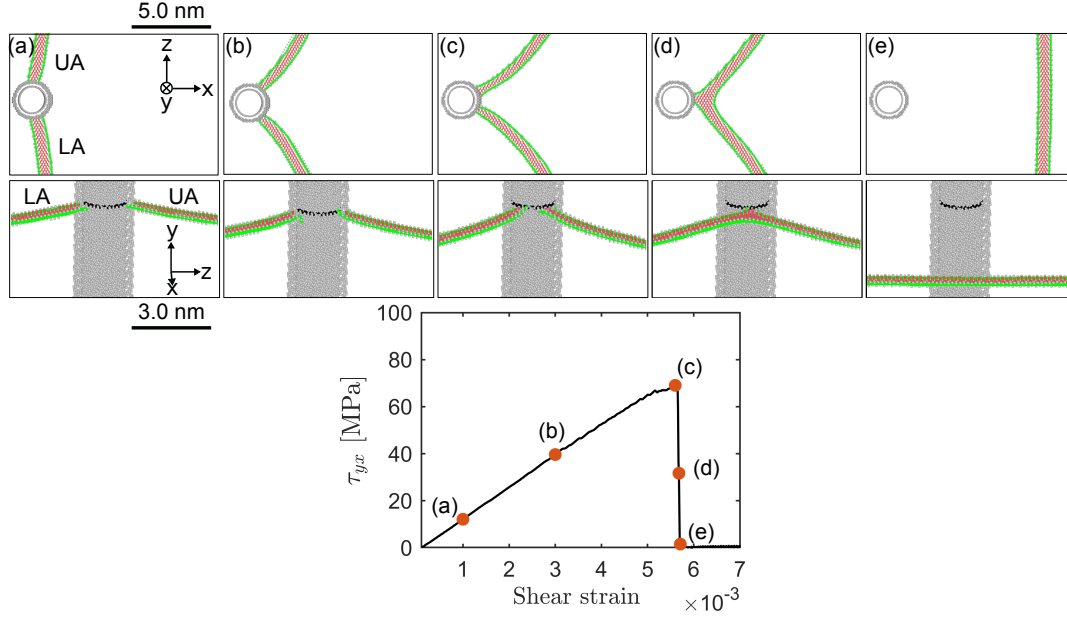 5.0 nm
(a) UA z x y LA
(b)
(c)
(d)
(e)
LA UA y z x
3.0 nm
100
80
60
40
20
0
τyx [MPa]
(a)
(b)
(c)
(d)
(e)
1 2 3 4 5 6 7
Shear strain
×10⁻³